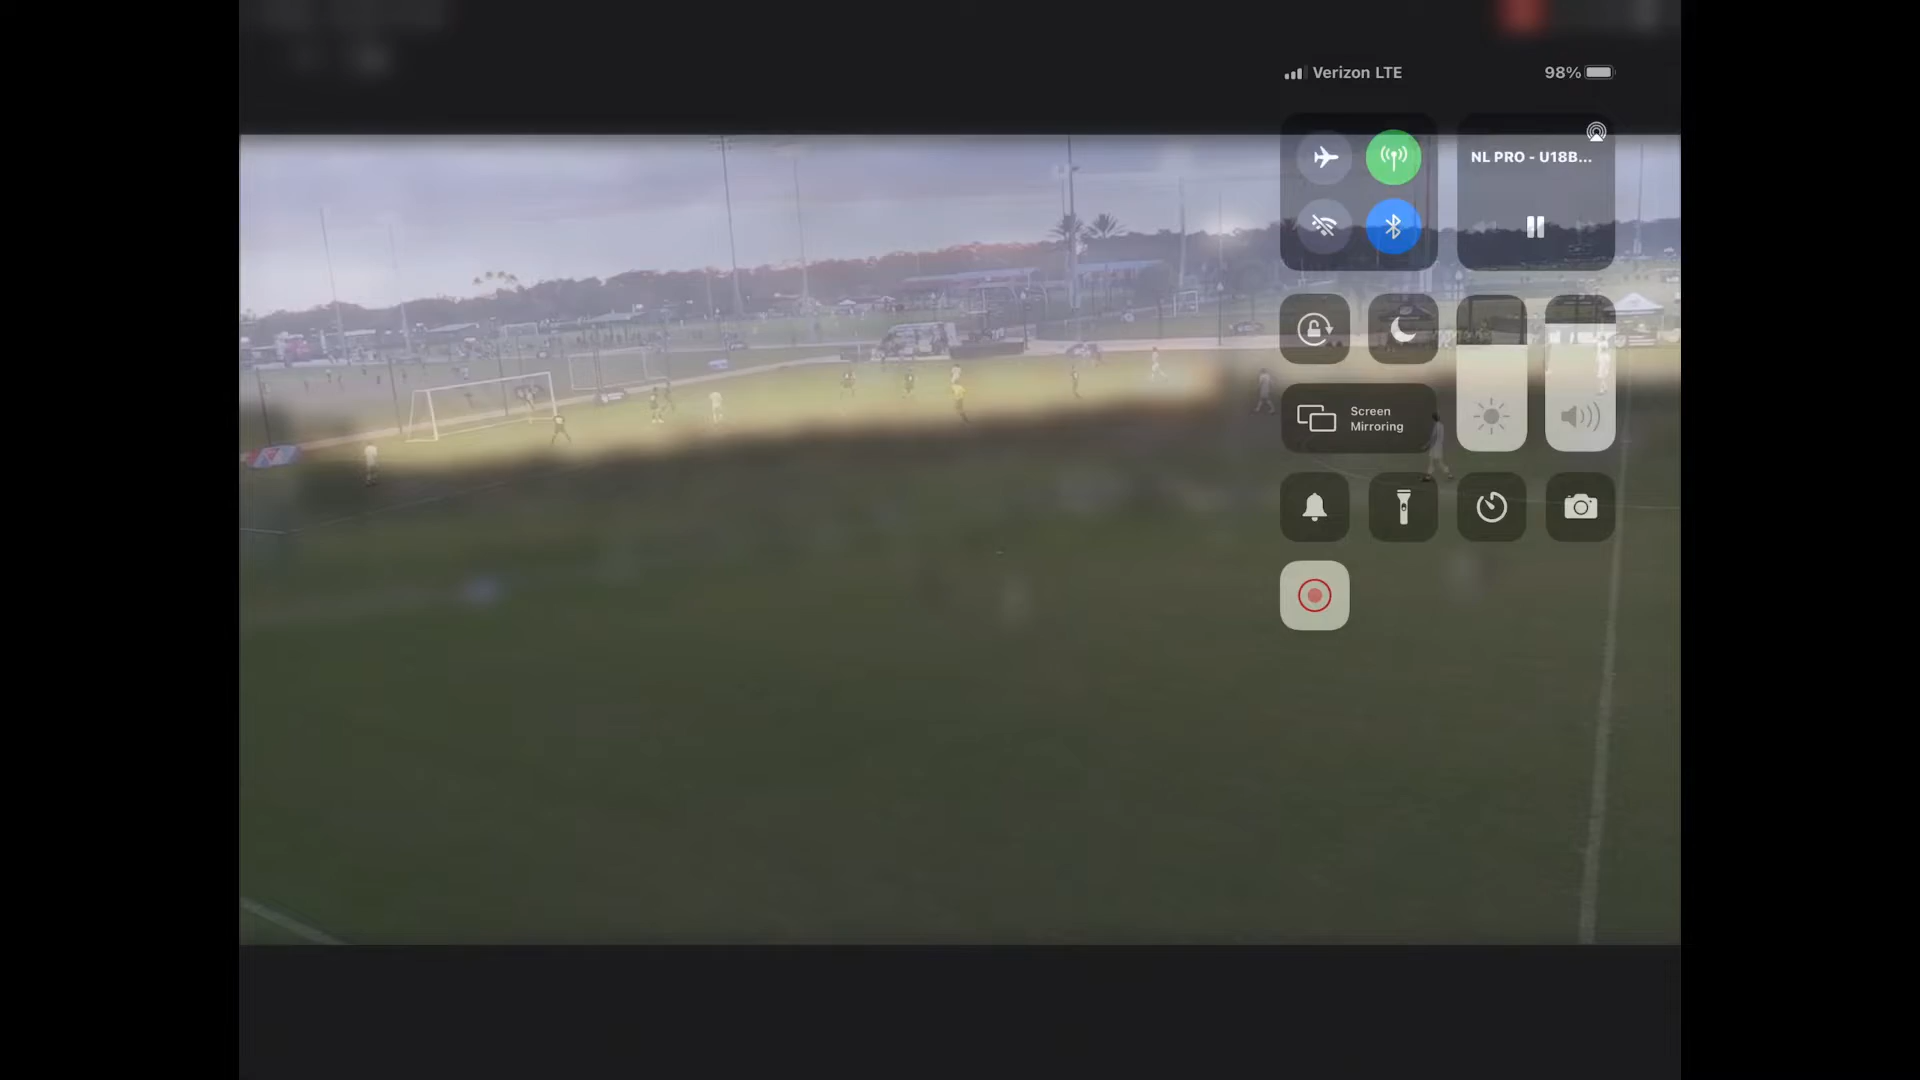 Verizon LTE
98%
NL PRO - U18B...
Screen
Mirroring